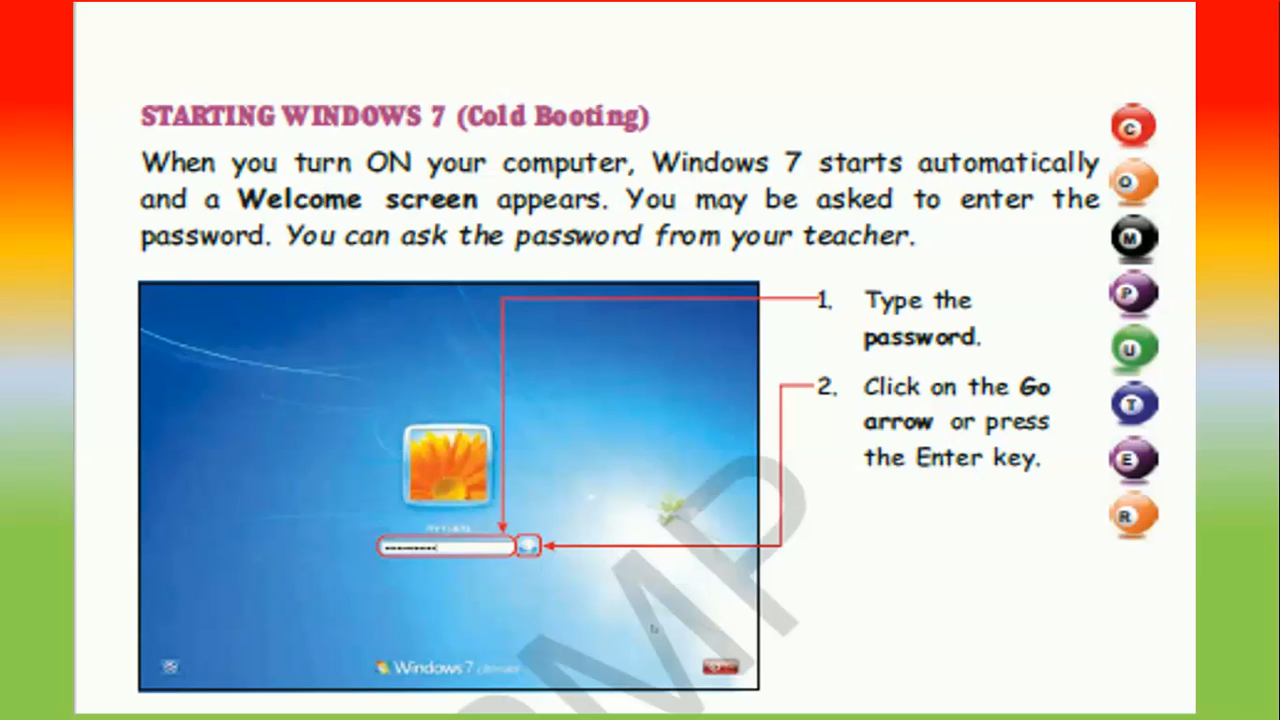 STARTING WINDOWS 7 (Cold Booting)
When you turn ON your computer, Windows 7 starts automatically
and a Welcome screen appears. You may be asked to enter the
password. You can ask the password from your teacher.
1. Type the
password.
2. Click on the Go
arrow or press
the Enter key.
Windows 7
C
O
M
P
U
T
E
R
MP